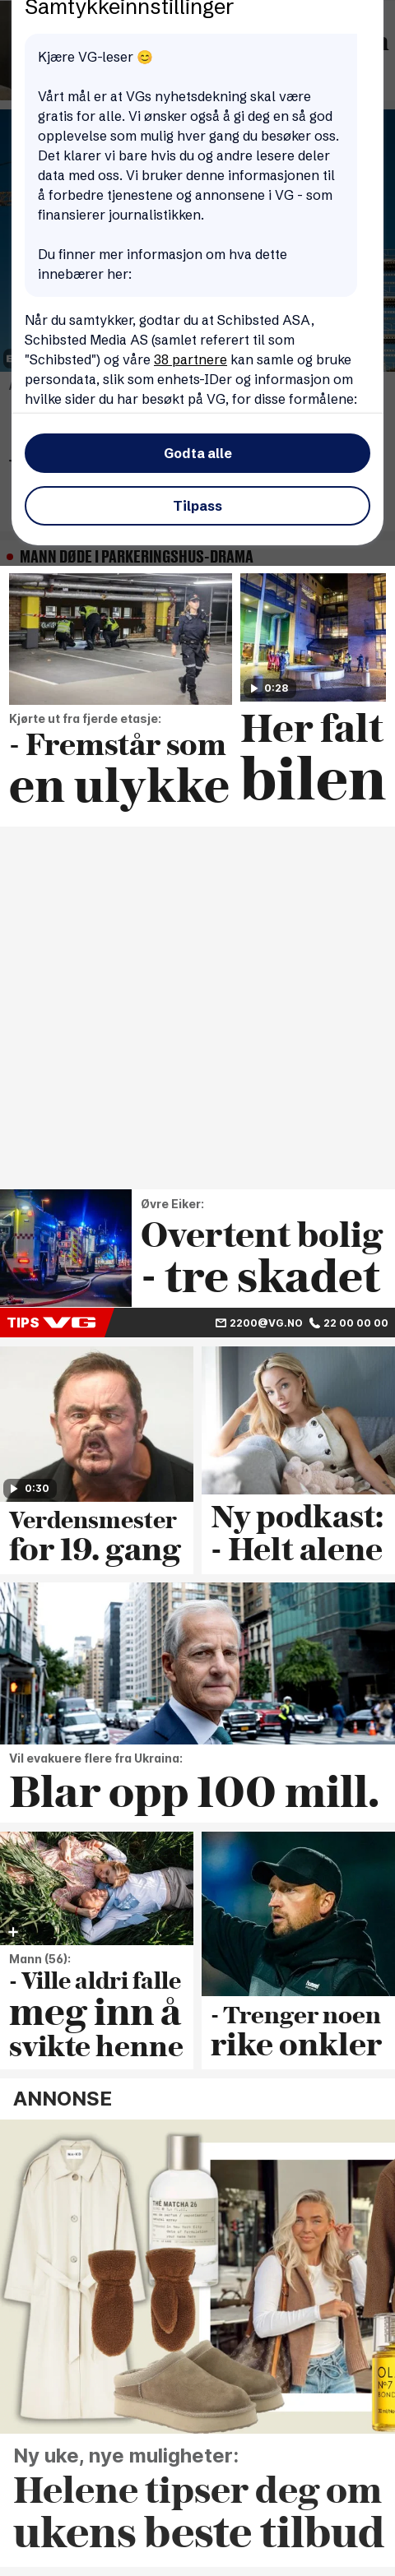 Samtykkeinnstillinger
Kjære VG-leser 😊
Vårt mål er at VGs nyhetsdekning skal være
gratis for alle. Vi ønsker også å gi deg en så god
opplevelse som mulig hver gang du besøker oss.
Det klarer vi bare hvis du og andre lesere deler
data med oss. Vi bruker denne informasjonen til
å forbedre tjenestene og annonsene i VG - som
finansierer journalistikken.
Du finner mer informasjon om hva dette
innebærer her:
Når du samtykker, godtar du at Schibsted ASA,
Schibsted Media AS (samlet referert til som
"Schibsted") og våre 38 partnere kan samle og bruke
persondata, slik som enhets-IDer og informasjon om
hvilke sider du har besøkt på VG, for disse formålene:
Godta alle
Tilpass
MANN DØDE I PARKERINGSHUS-DRAMA
0:28
Kjørte ut fra fjerde etasje:
- Fremstår som
en ulykke
Her falt
bilen
Øvre Eiker:
Overtent bolig
- tre skadet
TIPS VG 2200@VG.NO 22 00 00 00
0:30
Verdensmester
for 19. gang
Ny podkast:
- Helt alene
Vil evakuere flere fra Ukraina:
Blar opp 100 mill.
Mann (56):
- Ville aldri falle
meg inn å
svikte henne
- Trenger noen
rike onkler
ANNONSE
THÉ MATCHA 26
OL
Nº7
BOND
Ny uke, nye muligheter:
Helene tipser deg om
ukens beste tilbud